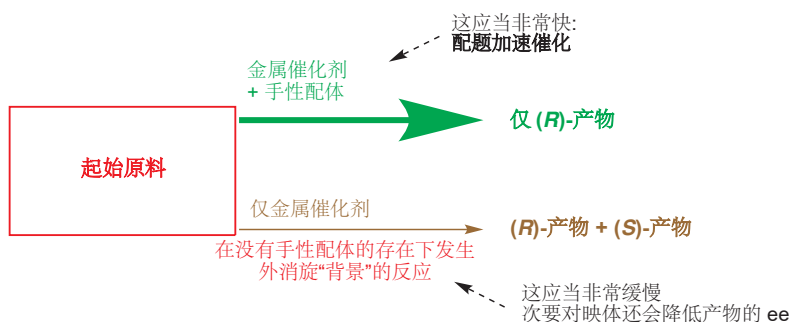 这应当非常快:
配题加速催化
金属催化剂
+ 手性配体
仅 (R)-产物
起始原料
仅金属催化剂
(R)-产物 + (S)-产物
在没有手性配体的存在下发生
外消旋“背景”的反应
这应当非常缓慢
次要对映体还会降低产物的 ee